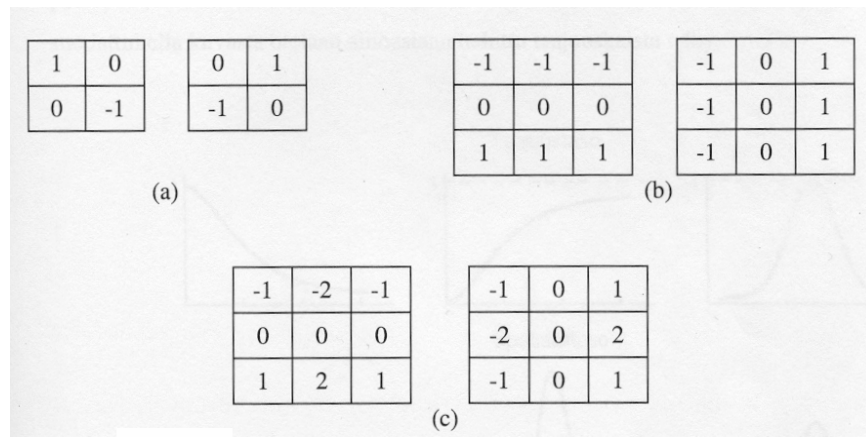 1 0 0 1
0 -1 -1 0
(a)
-1 -1 -1 -1 0 1
0 0 0 -1 0 1
1 1 1 -1 0 1
(b)
-1 -2 -1 -1 0 1
0 0 0 -2 0 2
1 2 1 -1 0 1
(c)